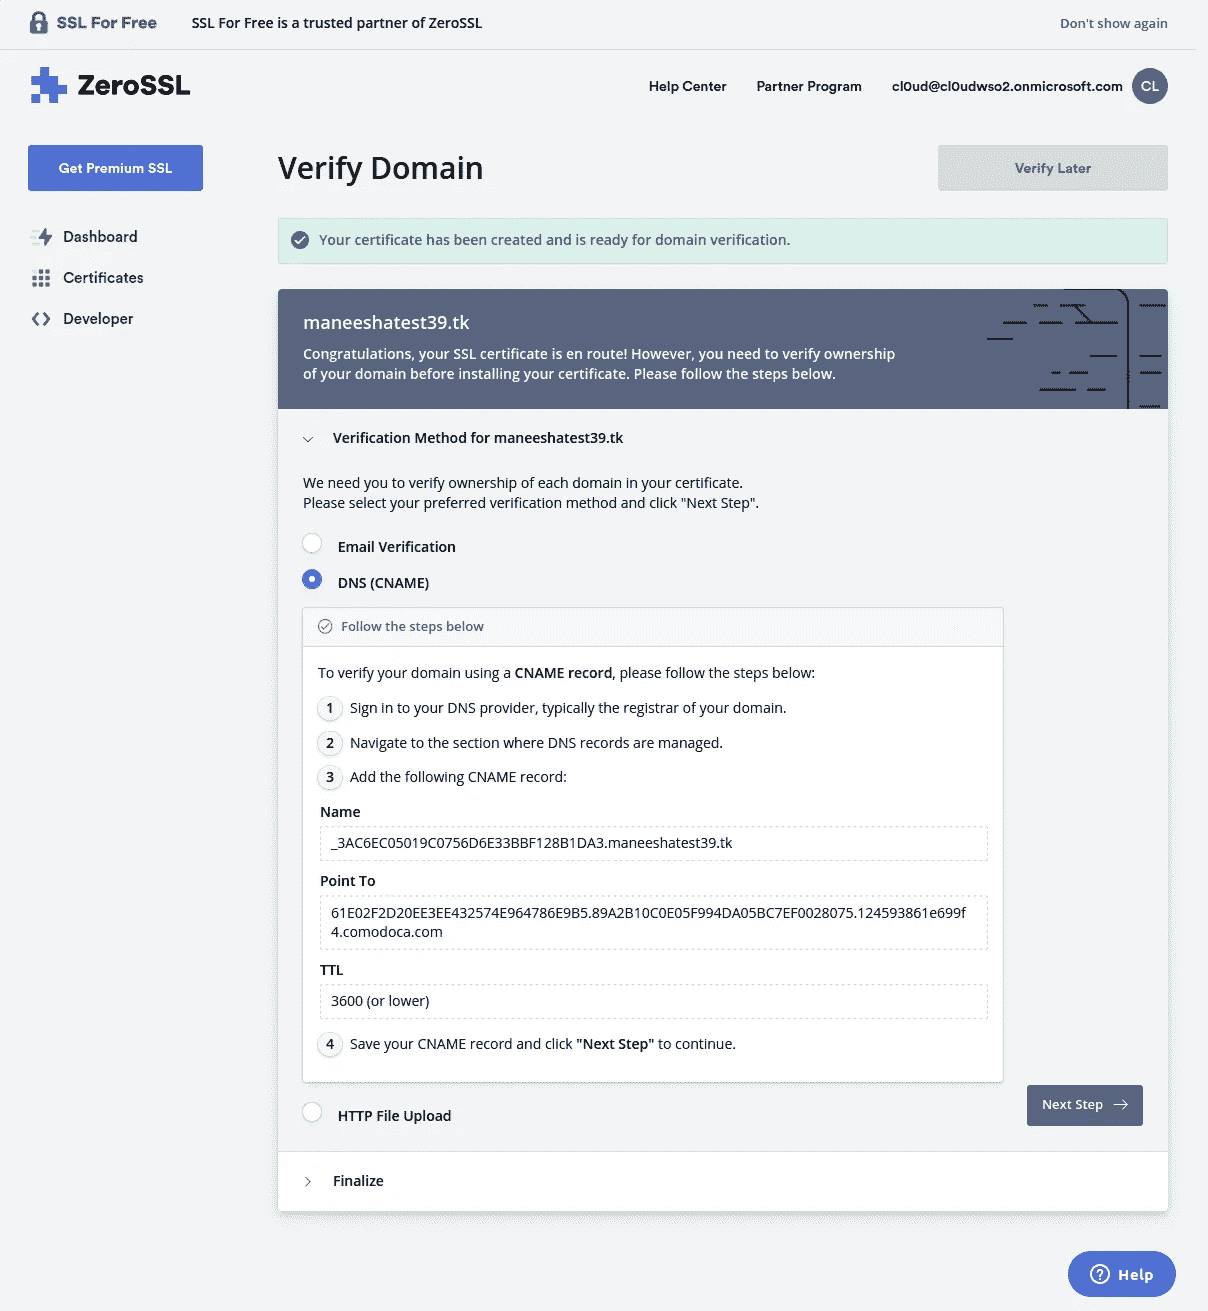 SSL For Free
SSL For Free is a trusted partner of ZeroSSL
Don't show again
ZeroSSL
Help Center
Partner Program
cl0ud@cl0udwso2.onmicrosoft.com
CL
Get Premium SSL
Dashboard
Certificates
Developer
Verify Domain
Verify Later
Your certificate has been created and is ready for domain verification.
maneeshatest39.tk
Congratulations, your SSL certificate is en route! However, you need to verify ownership
of your domain before installing your certificate. Please follow the steps below.
Verification Method for maneeshatest39.tk
We need you to verify ownership of each domain in your certificate.
Please select your preferred verification method and click "Next Step".
Email Verification
DNS (CNAME)
Follow the steps below
To verify your domain using a CNAME record, please follow the steps below:
1 Sign in to your DNS provider, typically the registrar of your domain.
2 Navigate to the section where DNS records are managed.
3 Add the following CNAME record:
Name
_3AC6EC05019C0756D6E33BBF128B1DA3.maneeshatest39.tk
Point To
61E02F2D20EE3EE432574E964786E9B5.89A2B10C0E05F994DA05BC7EF0028075.124593861e699f
4.comodoca.com
TTL
3600 (or lower)
4 Save your CNAME record and click "Next Step" to continue.
HTTP File Upload
Next Step
Finalize
Help